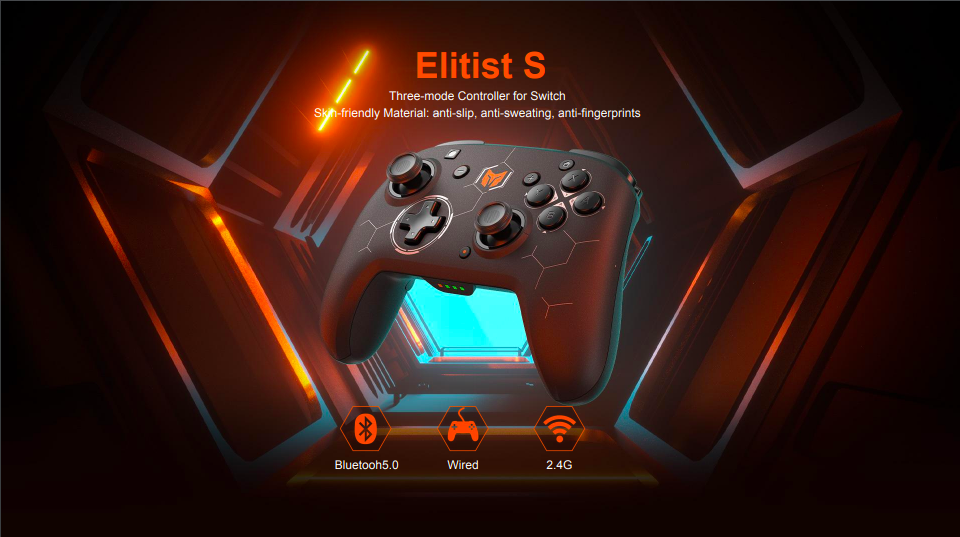 Elitist S
Three-mode Controller for Switch
Skin-friendly Material: anti-slip, anti-sweating, anti-fingerprints
Bluetooh5.0
Wired
2.4G